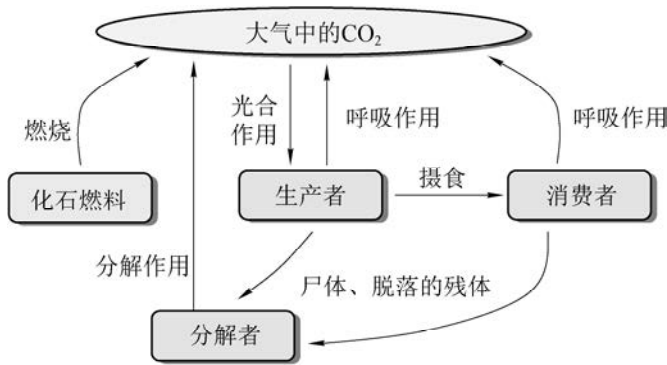 大气中的CO₂
光合
作用
呼吸作用
呼吸作用
燃烧
化石燃料
生产者
摄食
消费者
分解作用
尸体、脱落的残体
分解者